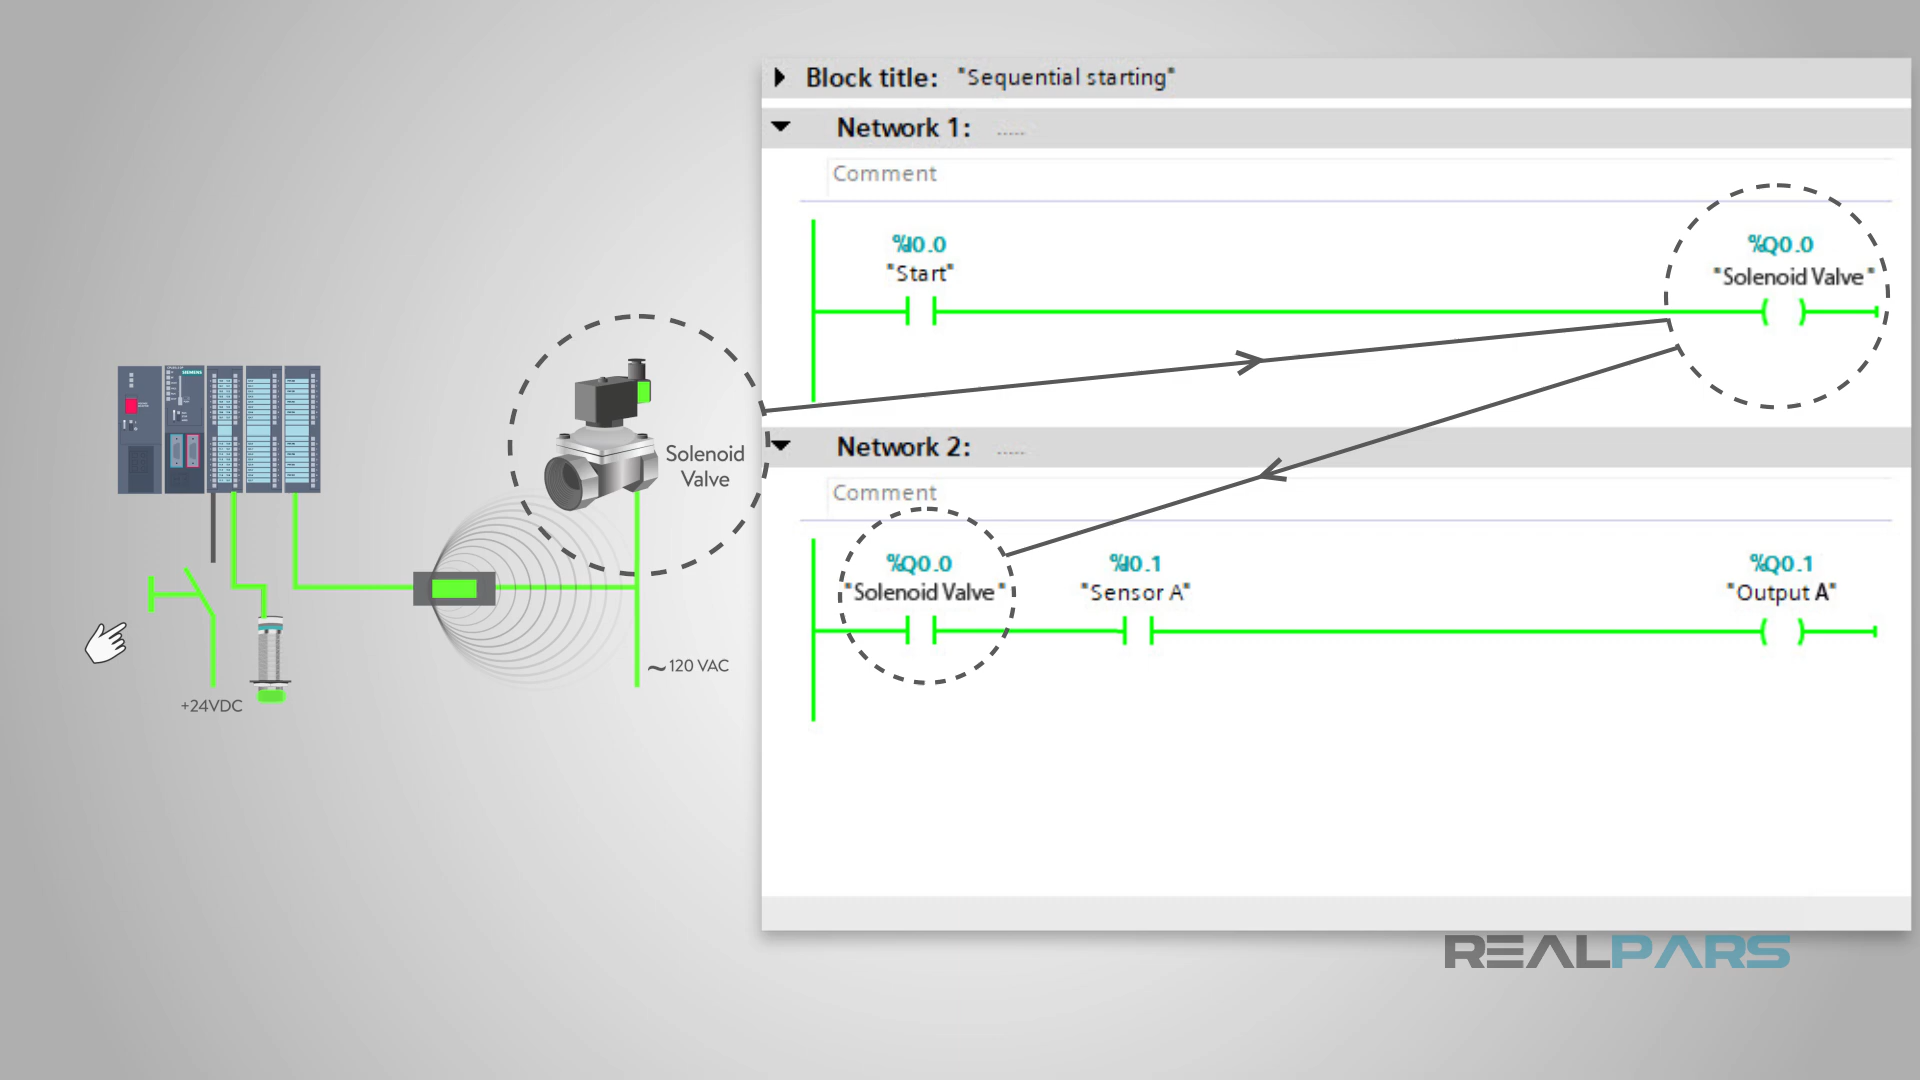 Block title: "Sequential starting"
Network 1: .....
Comment
%I0.0
"Start"
%Q0.0
"Solenoid Valve"
Network 2: .....
Comment
%Q0.0
"Solenoid Valve"
%I0.1
"Sensor A"
%Q0.1
"Output A"
SIEMENS
Solenoid
Valve
~ 120 VAC
+24VDC
REALPARS